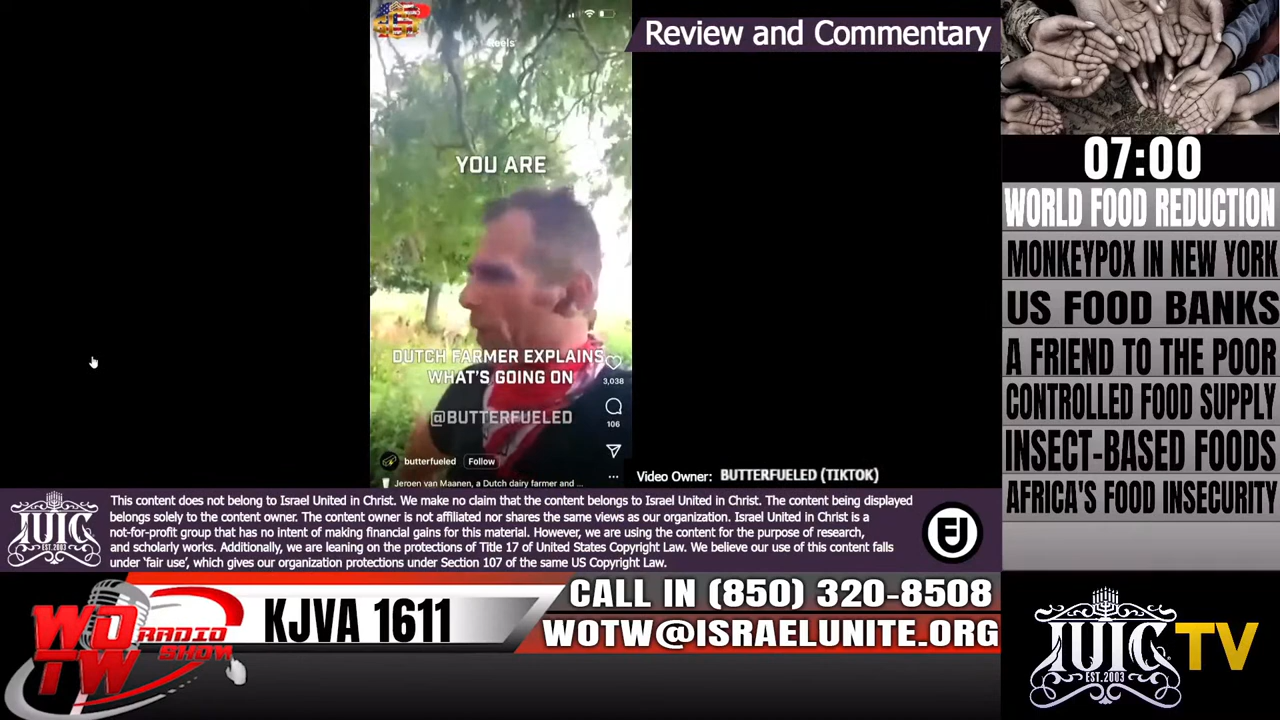 Reels
Review and Commentary
YOU ARE
DUTCH FARMER EXPLAINS
WHAT'S GOING ON
@BUTTERFUELED
3,038
106
butterfueled
Follow
Jeroen van Maanen, a Dutch dairy farmer and ...
Video Owner: BUTTERFUELED (TIKTOK)
07:00
WORLD FOOD REDUCTION
MONKEYPOX IN NEW YORK
US FOOD BANKS
A FRIEND TO THE POOR
CONTROLLED FOOD SUPPLY
INSECT-BASED FOODS
AFRICA'S FOOD INSECURITY
IUIC
EST.2003
This content does not belong to Israel United in Christ. We make no claim that the content belongs to Israel United in Christ. The content being displayed
belongs solely to the content owner. The content owner is not affiliated nor shares the same views as our organization. Israel United in Christ is a
not-for-profit group that has no intent of making financial gains for this material. However, we are using the content for the purpose of research,
and scholarly works. Additionally, we are leaning on the protections of Title 17 of United States Copyright Law. We believe our use of this content falls
under 'fair use', which gives our organization protections under Section 107 of the same US Copyright Law.
WOTW
RADIO
SHOW
KJVA 1611
CALL IN (850) 320-8508
WOTW@ISRAELUNITE.ORG
IUIC TV
EST.2003